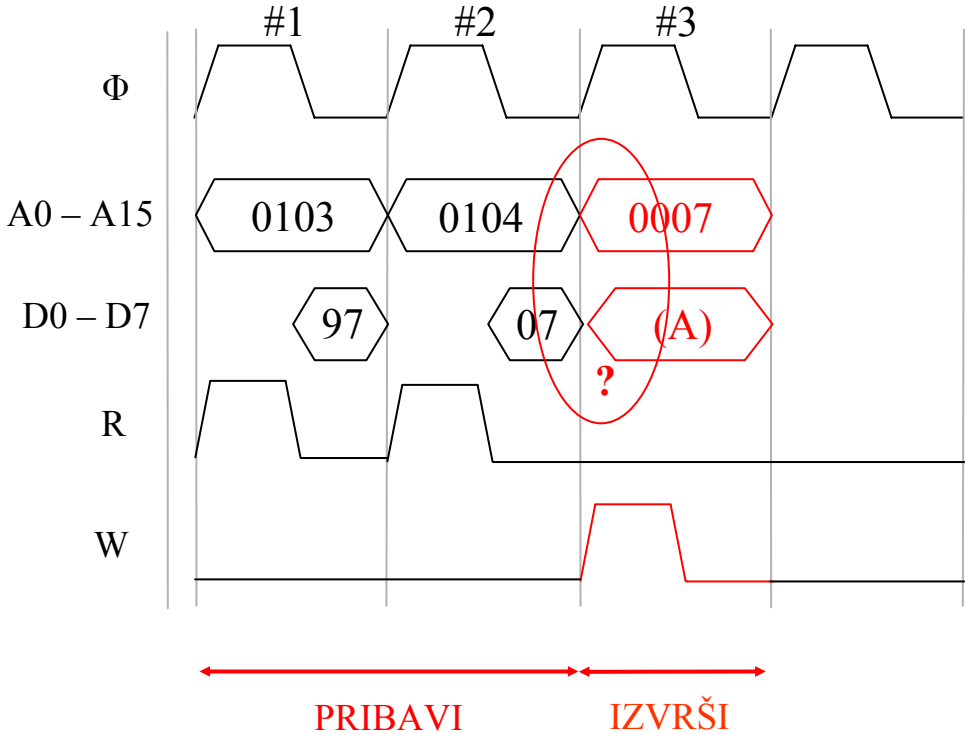 #1 #2 #3
Φ
A0 – A15 0103 0104 0007
D0 – D7 97 07 (A)
?
R
W
PRIBAVI IZVRŠI